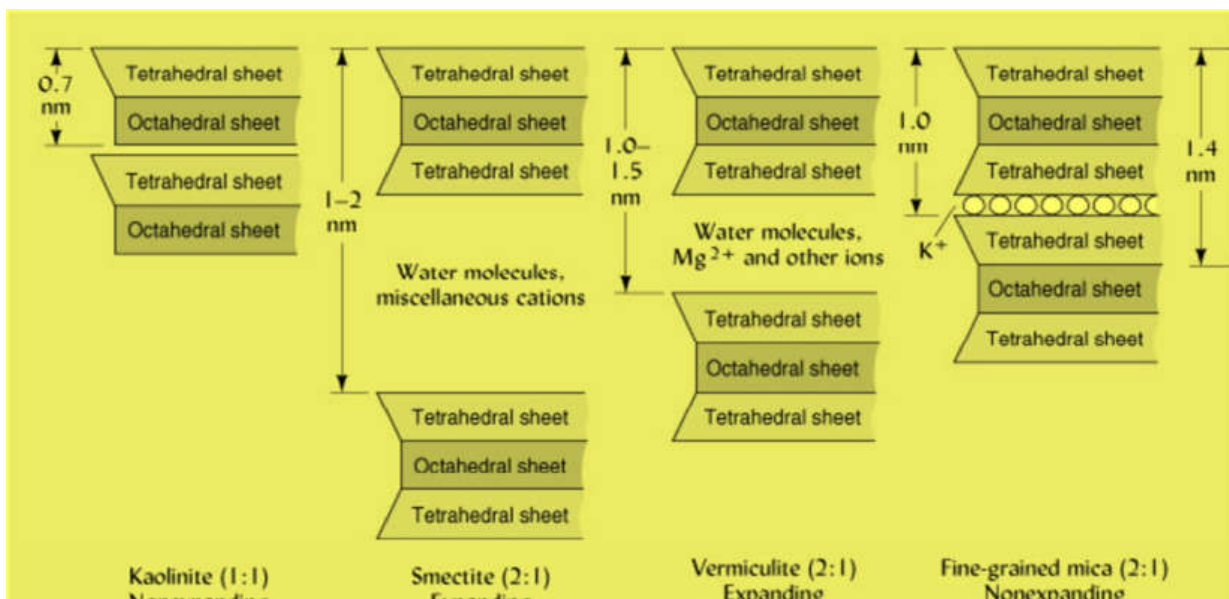 0.7
nm
Tetrahedral sheet
Octahedral sheet
Tetrahedral sheet
Octahedral sheet
Kaolinite (1:1)
Nonexpanding
1–2
nm
Tetrahedral sheet
Octahedral sheet
Tetrahedral sheet
Water molecules,
miscellaneous cations
Tetrahedral sheet
Octahedral sheet
Tetrahedral sheet
Smectite (2:1)
Expanding
1.0–
1.5
nm
Tetrahedral sheet
Octahedral sheet
Tetrahedral sheet
Water molecules,
Mg2+ and other ions
Tetrahedral sheet
Octahedral sheet
Tetrahedral sheet
Vermiculite (2:1)
Expanding
1.0
nm
Tetrahedral sheet
Octahedral sheet
Tetrahedral sheet
K+
Tetrahedral sheet
Octahedral sheet
Tetrahedral sheet
1.4
nm
Fine-grained mica (2:1)
Nonexpanding